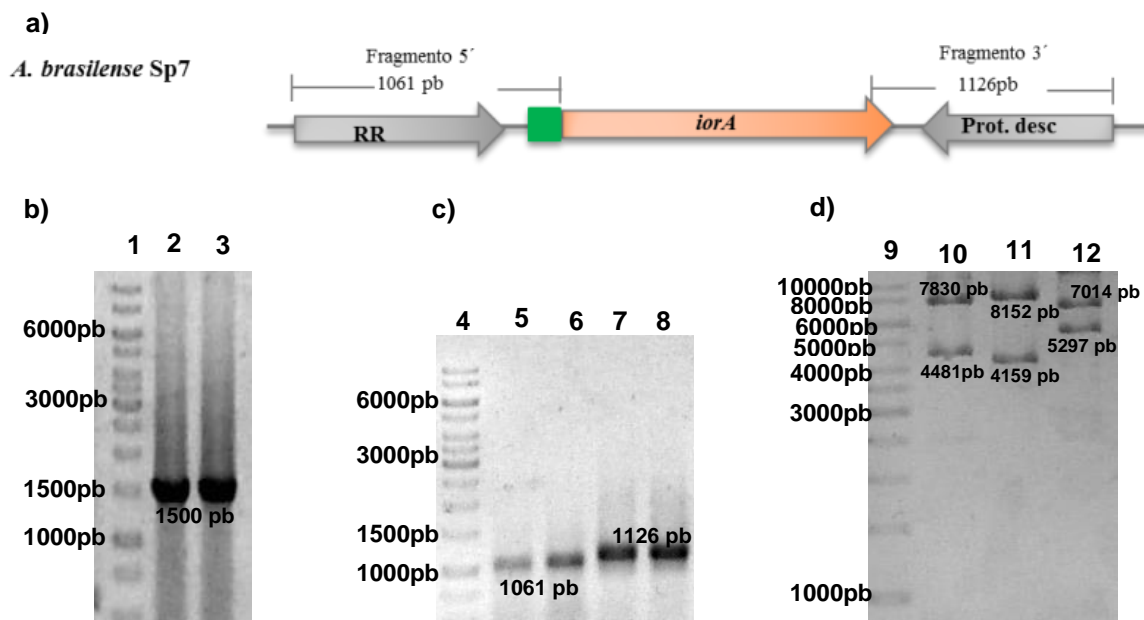 a)
A. brasilense Sp7
Fragmento 5´
1061 pb
Fragmento 3´
1126pb
RR
iorA
Prot. desc
b)
1 2 3
6000pb
3000pb
1500pb
1500 pb
1000pb
c)
4 5 6 7 8
6000pb
3000pb
1500pb
1126 pb
1000pb
1061 pb
d)
9 10 11 12
10000pb
7830 pb
7014 pb
8000pb
8152 pb
6000pb
5297 pb
5000pb
4481pb
4159 pb
4000pb
3000pb
1000pb